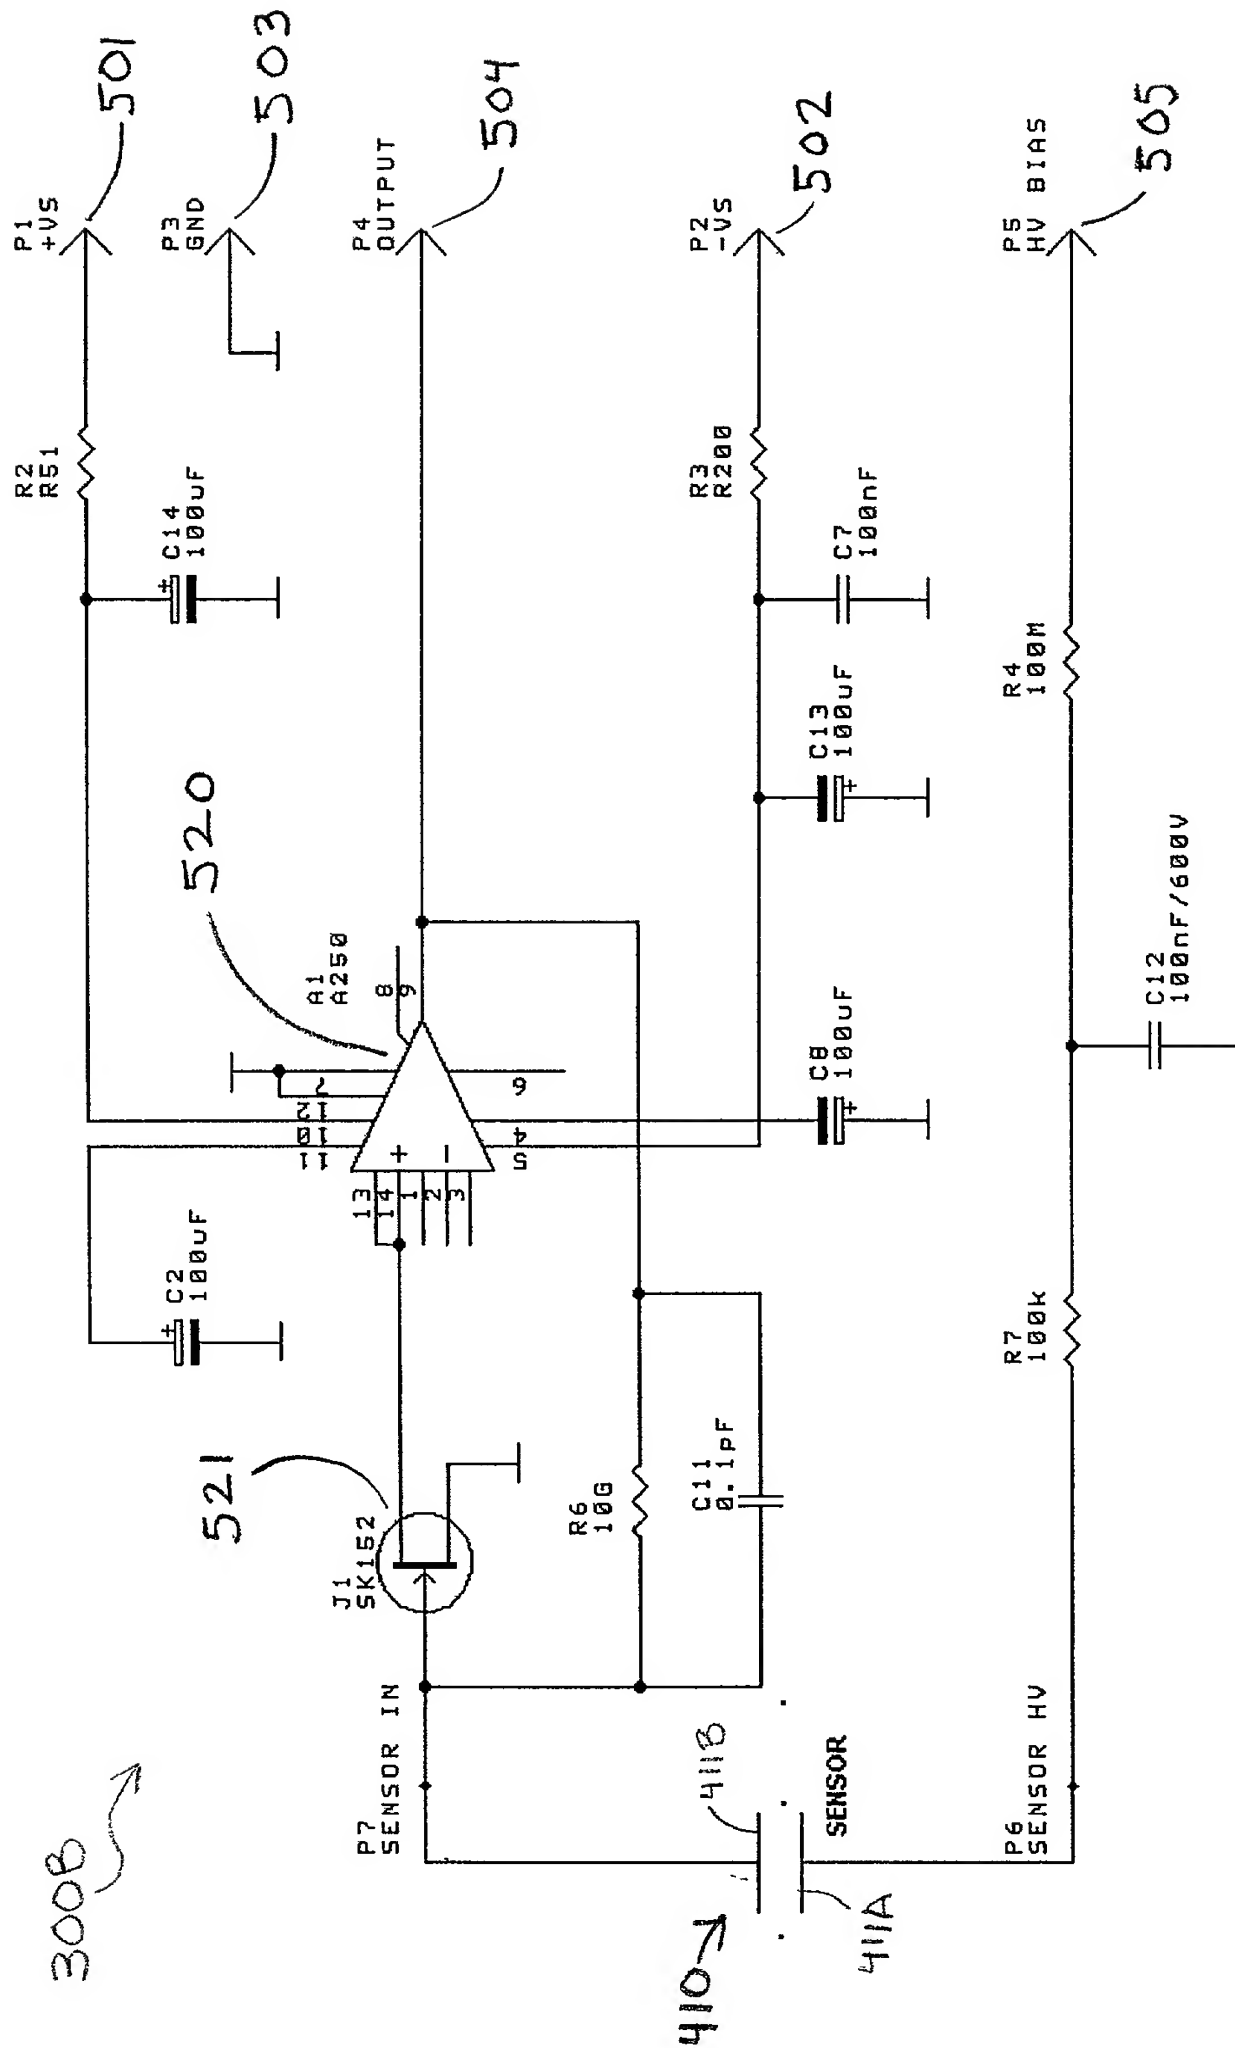 300B
P1
+VS
501
P3
GND
503
R2
R51
C14
100uF
P4
OUTPUT
504
520
A1
A250
8
9
7
12
10
11
13
14
1
2
3
+
−
6
4
5
C2
100uF
521
J1
SK152
P7
SENSOR IN
R6
10G
C11
0.1pF
P2
-VS
502
R3
R200
C7
100nF
C13
100uF
C8
100uF
410
411B
411A
SENSOR
P6
SENSOR HV
R7
100k
C12
100nF/600V
R4
100M
P5
HV BIAS
505